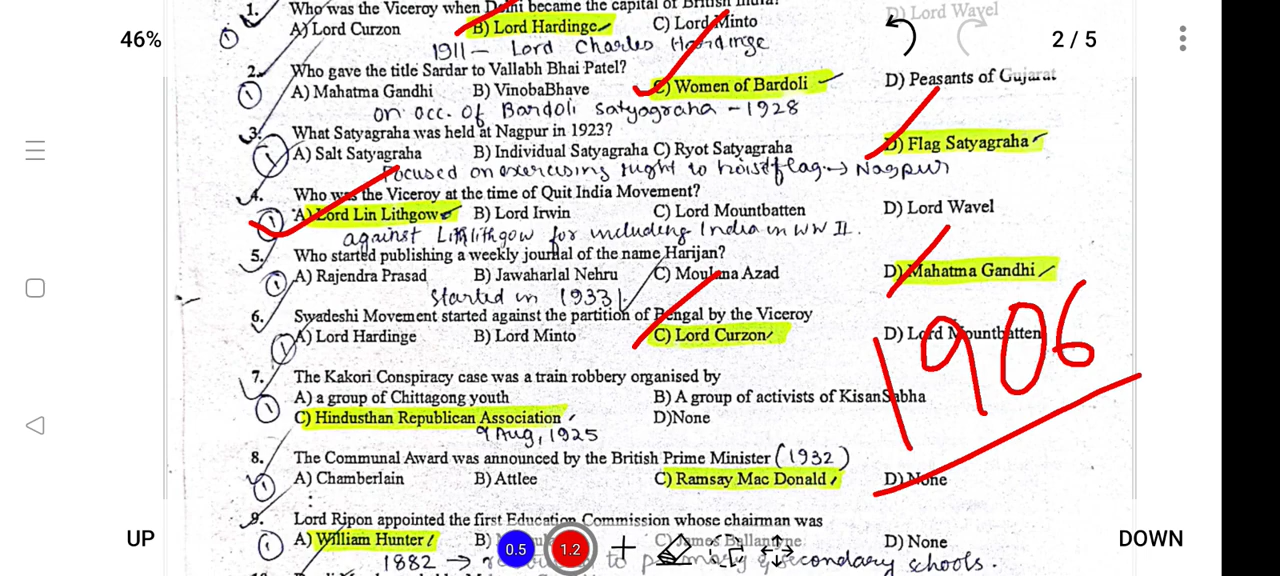 1. Who was the Viceroy when Delhi became the capital of British India?
D) Lord Wavel
46%
A) Lord Curzon B) Lord Hardinge C) Lord Minto
2 / 5
1911 - Lord Charles Hardinge
2. Who gave the title Sardar to Vallabh Bhai Patel?
A) Mahatma Gandhi B) VinobaBhave C) Women of Bardoli D) Peasants of Gujarat
on occ. of Bardoli Satyagraha - 1928
3. What Satyagraha was held at Nagpur in 1923?
A) Salt Satyagraha B) Individual Satyagraha C) Ryot Satyagraha D) Flag Satyagraha
Focused on exercising right to hoist flag → Nagpur
4. Who was the Viceroy at the time of Quit India Movement?
A) Lord Lin Lithgow B) Lord Irwin C) Lord Mountbatten D) Lord Wavel
against Linlithgow for including India in WW II.
5. Who started publishing a weekly journal of the name Harijan?
A) Rajendra Prasad B) Jawaharlal Nehru C) Moulana Azad D) Mahatma Gandhi
Started in 1933
6. Swadeshi Movement started against the partition of Bengal by the Viceroy
A) Lord Hardinge B) Lord Minto C) Lord Curzon D) Lord Mountbatten
1906
7. The Kakori Conspiracy case was a train robbery organised by
A) a group of Chittagong youth B) A group of activists of KisanSabha
C) Hindusthan Republican Association D)None
9 Aug, 1925
8. The Communal Award was announced by the British Prime Minister (1932)
A) Chamberlain B) Attlee C) Ramsay Mac Donald D) None
9. Lord Ripon appointed the first Education Commission whose chairman was
UP
A) William Hunter B) C) James Ballantyne D) None
DOWN
0.5 1.2
1882 → to primary & secondary schools.